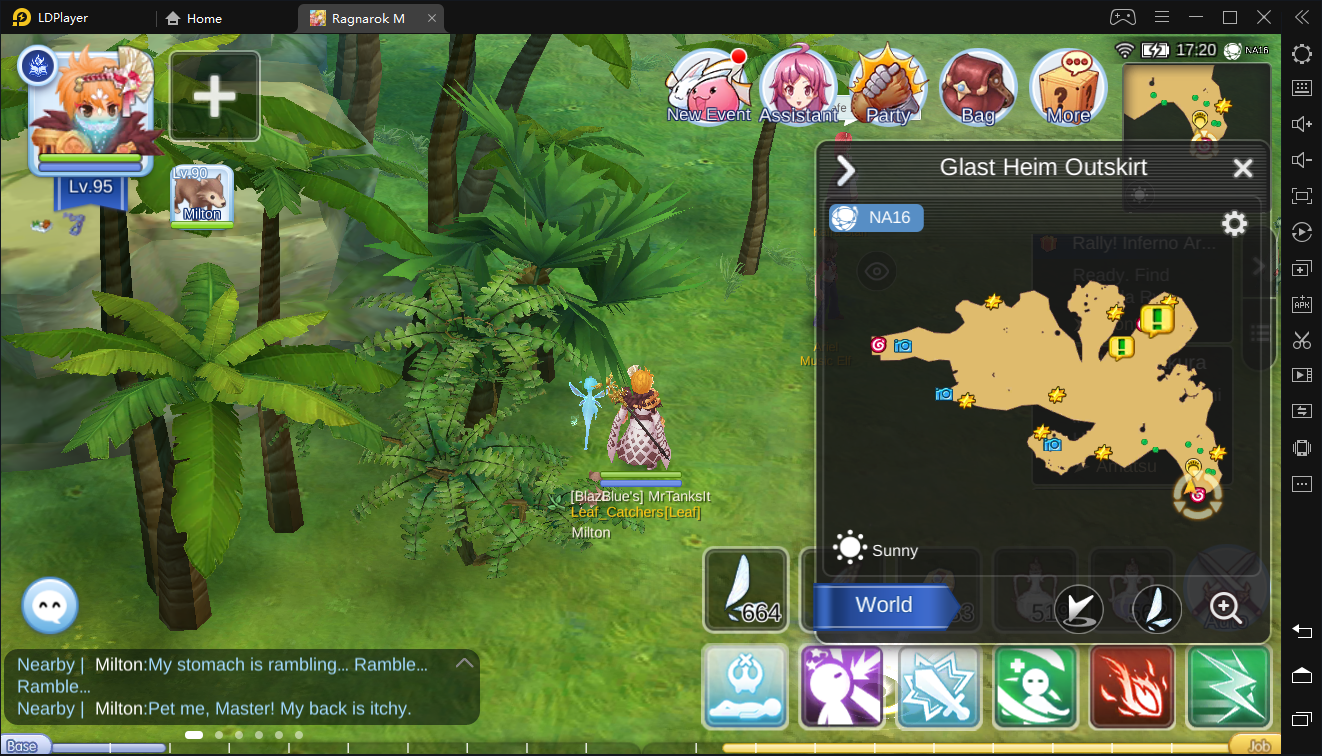 LDPlayer
Home
Ragnarok M
17:20
NA16
New Event
Assistant
Party
Bag
More
Lv.95
Lv.90
Milton
Glast Heim Outskirt
NA16
Rally! Inferno Ar...
Ready. Find
Amatsu
[BlazBlue's] MrTanksIt
Leaf_Catchers[Leaf]
Milton
Sunny
664
World
Nearby | Milton:My stomach is rambling... Ramble...
Ramble...
Nearby | Milton:Pet me, Master! My back is itchy.
Base
Job
APK